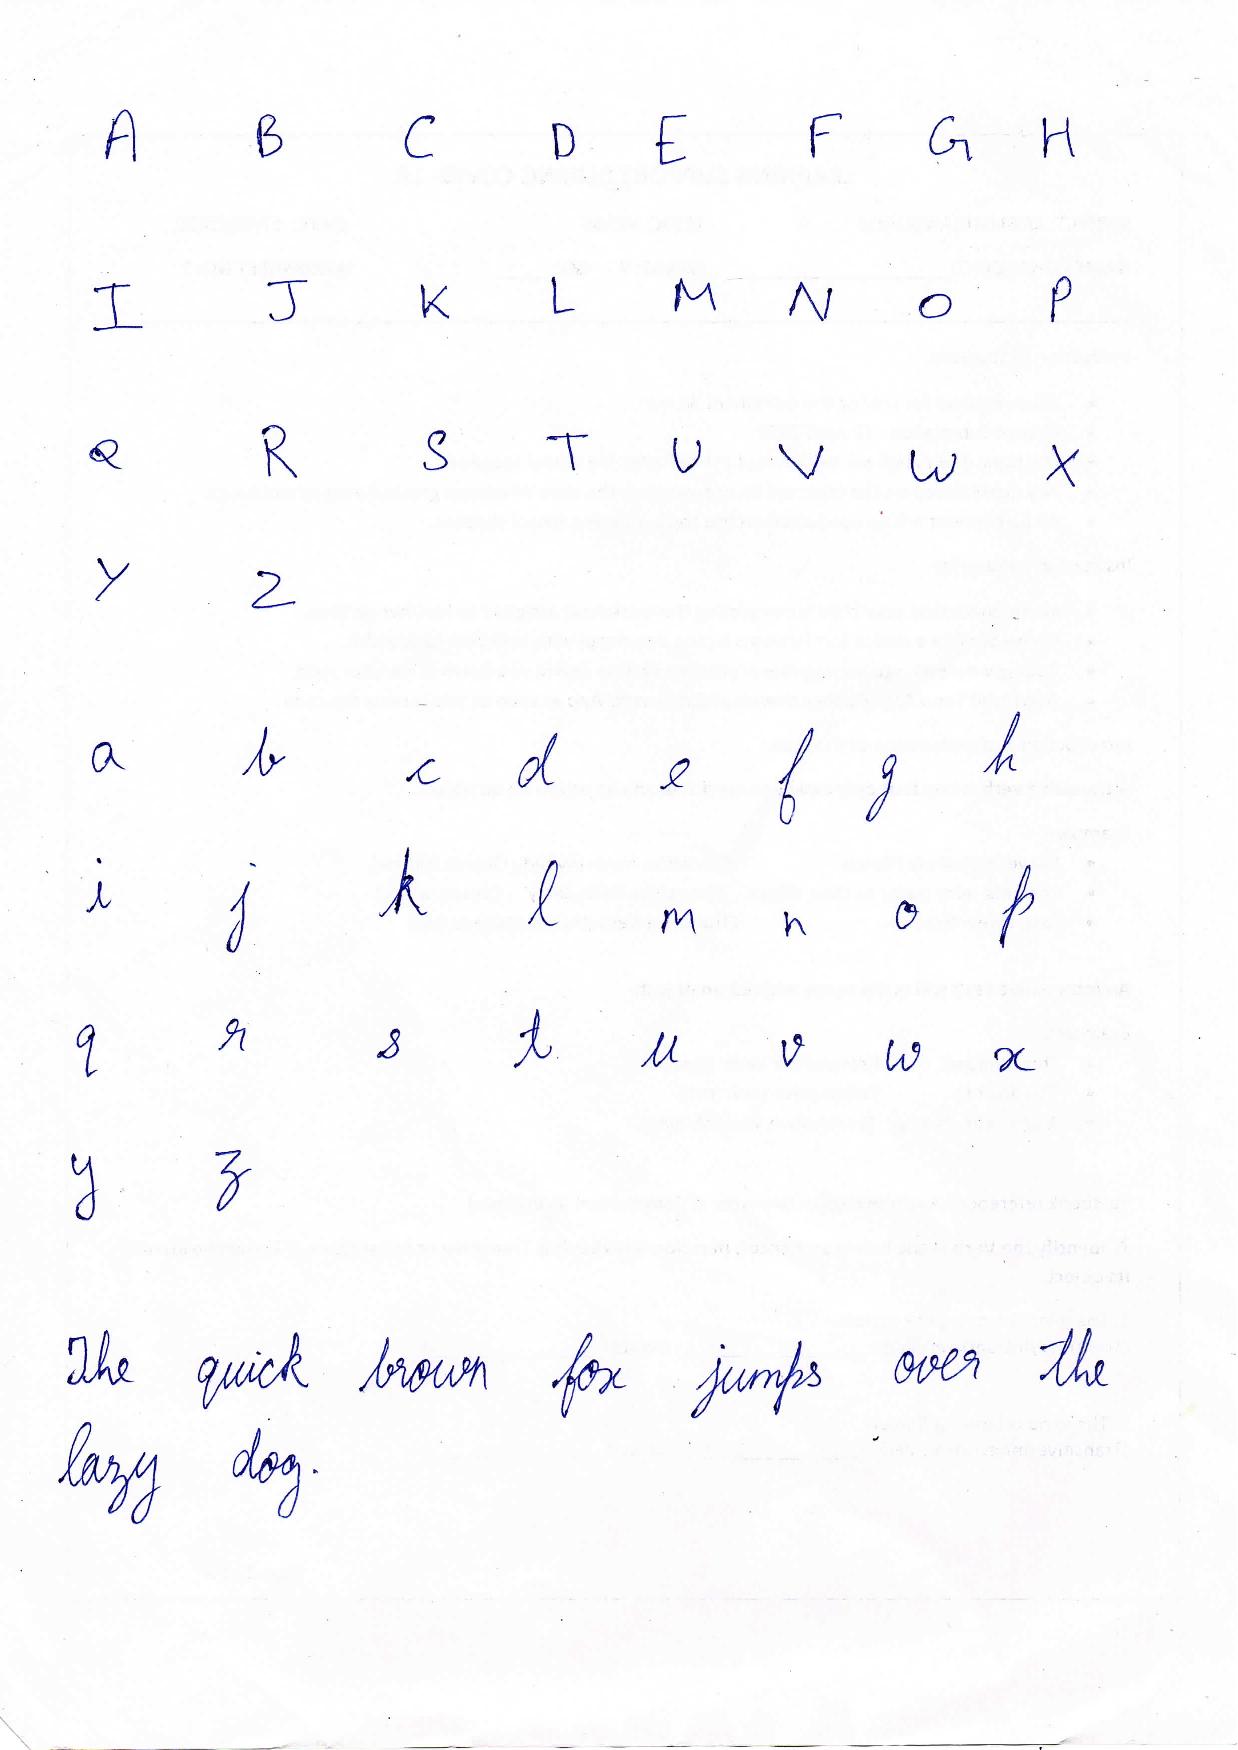 A B C D E F G H
I J K L M N O P
Q R S T U V W X
Y Z
a b c d e f g h
i j k l m n o p
q r s t u v w x
y z
The quick brown fox jumps over the
lazy dog.